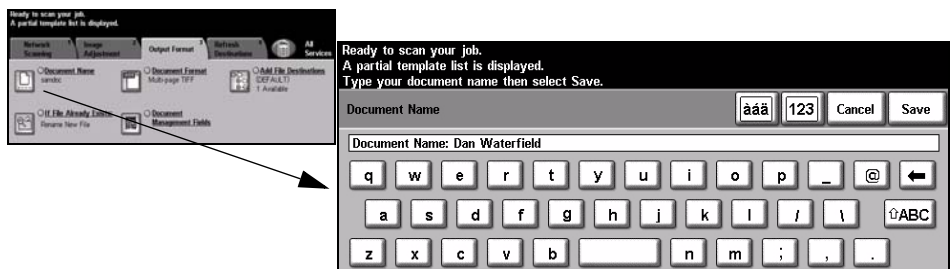 Ready to scan your job.
A partial template list is displayed.
Network Scanning
Image Adjustment
Output Format
Refresh Destinations
All Services
Document Name
Document Format
Multi-page TIFF
Add File Destinations
(DEFAULT)
1 Available
If File Already Exists
Rename New File
Document Management Fields
Ready to scan your job.
A partial template list is displayed.
Type your document name then select Save.
Document Name
àáä 123 Cancel Save
Document Name: Dan Waterfield
q w e r t y u i o p _ @ ←
a s d f g h j k l / \ ⇧ABC
z x c v b n m ; , .